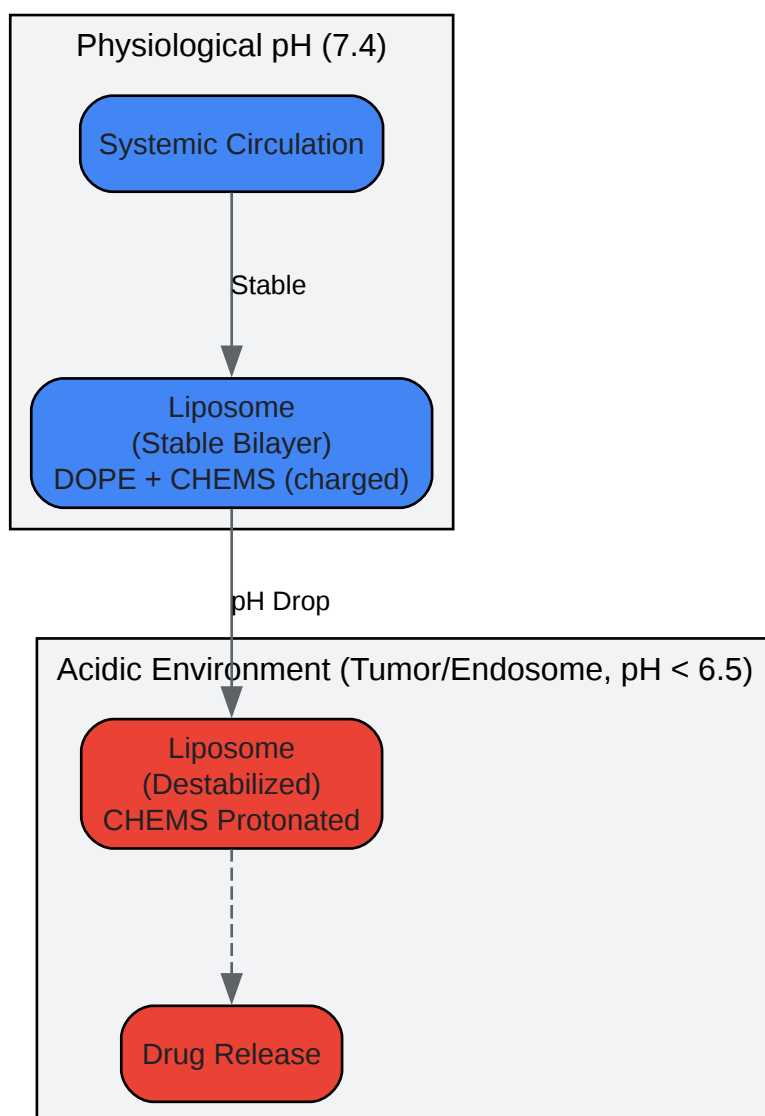 Physiological pH (7.4)
Systemic Circulation
Stable
Liposome
(Stable Bilayer)
DOPE + CHEMS (charged)
pH Drop
Acidic Environment (Tumor/Endosome, pH < 6.5)
Liposome
(Destabilized)
CHEMS Protonated
Drug Release